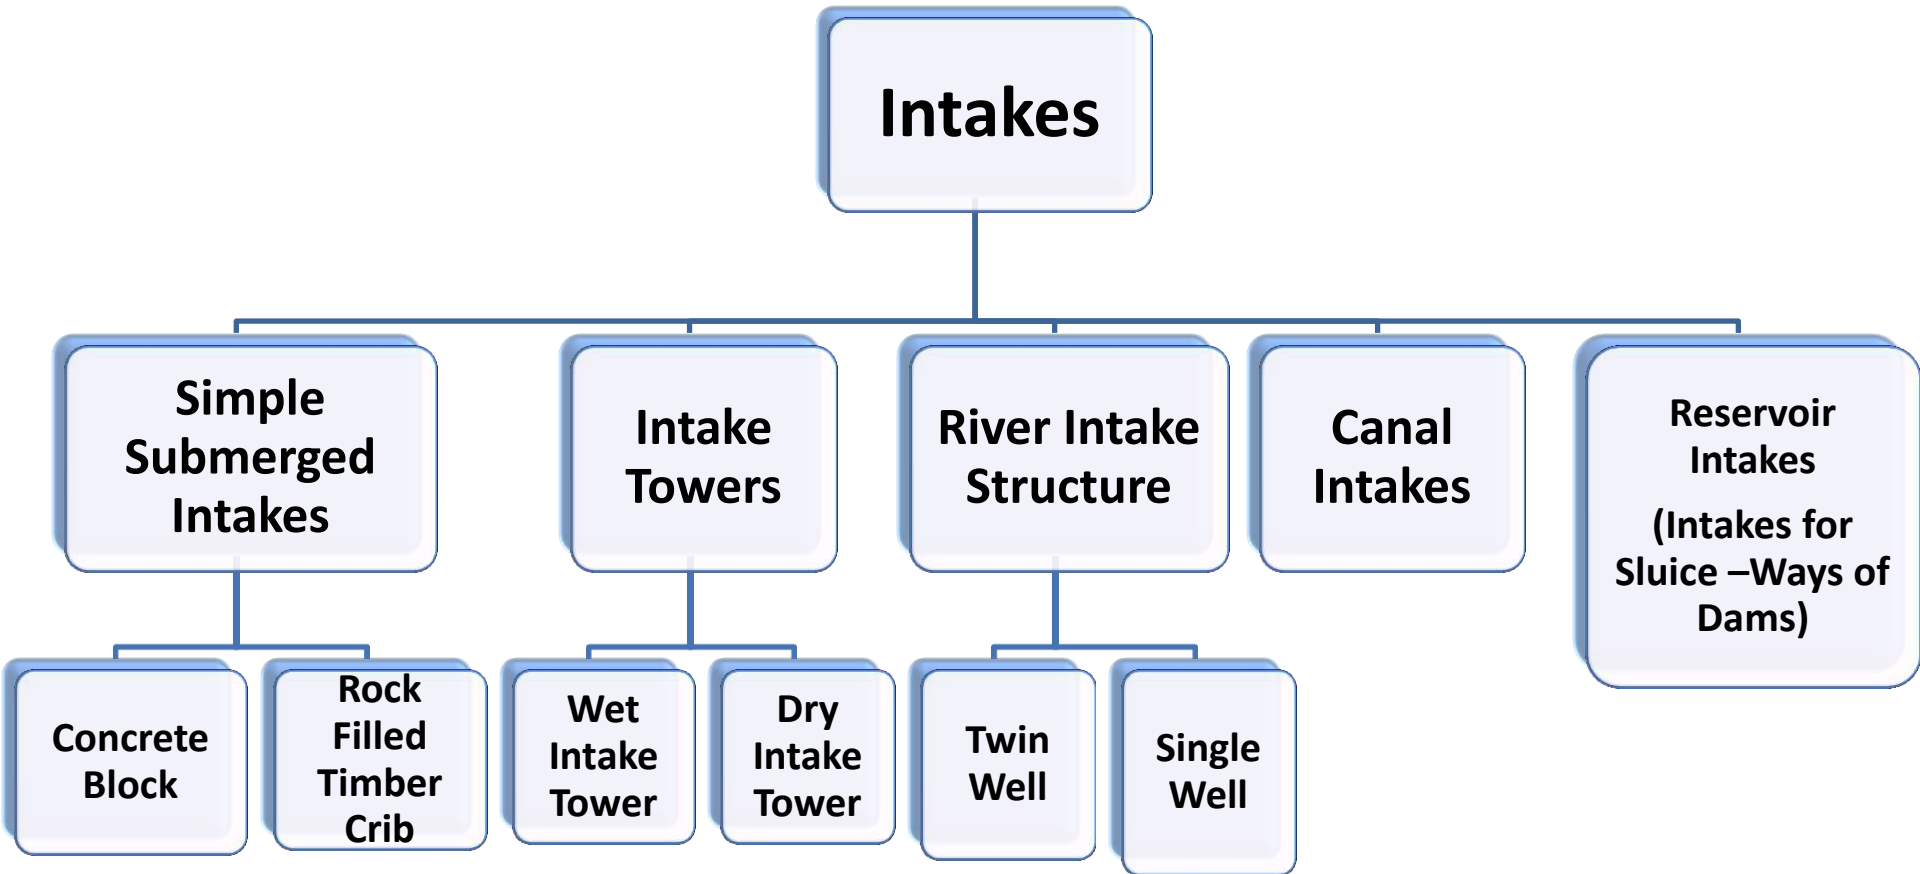 Intakes
Simple
Submerged
Intakes
Intake
Towers
River Intake
Structure
Canal
Intakes
Reservoir
Intakes
(Intakes for
Sluice –Ways of
Dams)
Concrete
Block
Rock
Filled
Timber
Crib
Wet
Intake
Tower
Dry
Intake
Tower
Twin
Well
Single
Well